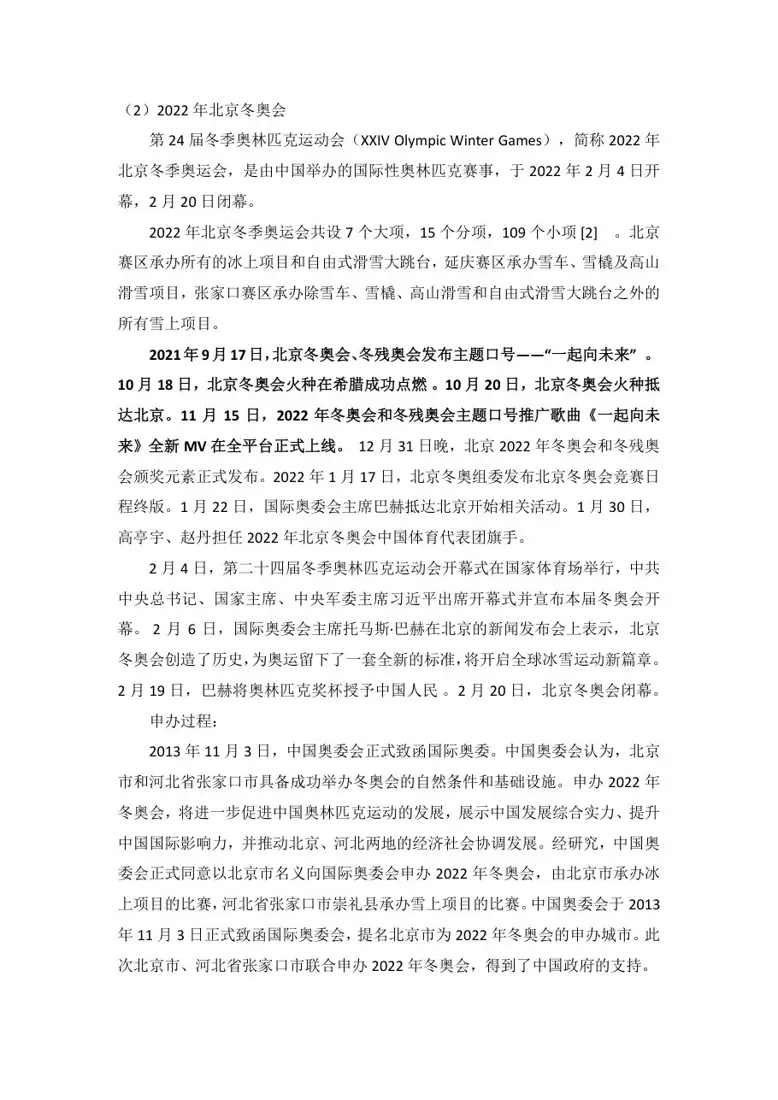 （2）2022 年北京冬奥会
第 24 届冬季奥林匹克运动会（XXIV Olympic Winter Games），简称 2022 年
北京冬季奥运会，是由中国举办的国际性奥林匹克赛事，于 2022 年 2 月 4 日开
幕，2 月 20 日闭幕。
2022 年北京冬季奥运会共设 7 个大项，15 个分项，109 个小项 [2] 。北京
赛区承办所有的冰上项目和自由式滑雪大跳台，延庆赛区承办雪车、雪橇及高山
滑雪项目，张家口赛区承办除雪车、雪橇、高山滑雪和自由式滑雪大跳台之外的
所有雪上项目。
2021 年 9 月 17 日，北京冬奥会、冬残奥会发布主题口号——“一起向未来” 。
10 月 18 日，北京冬奥会火种在希腊成功点燃 。10 月 20 日，北京冬奥会火种抵
达北京。11 月 15 日，2022 年冬奥会和冬残奥会主题口号推广歌曲《一起向未
来》全新 MV 在全平台正式上线。 12 月 31 日晚，北京 2022 年冬奥会和冬残奥
会颁奖元素正式发布。2022 年 1 月 17 日，北京冬奥组委发布北京冬奥会竞赛日
程终版。1 月 22 日，国际奥委会主席巴赫抵达北京开始相关活动。1 月 30 日，
高亭宇、赵丹担任 2022 年北京冬奥会中国体育代表团旗手。
2 月 4 日，第二十四届冬季奥林匹克运动会开幕式在国家体育场举行，中共
中央总书记、国家主席、中央军委主席习近平出席开幕式并宣布本届冬奥会开
幕。 2 月 6 日，国际奥委会主席托马斯·巴赫在北京的新闻发布会上表示，北京
冬奥会创造了历史，为奥运留下了一套全新的标准，将开启全球冰雪运动新篇章。
2 月 19 日，巴赫将奥林匹克奖杯授予中国人民 。2 月 20 日，北京冬奥会闭幕。
申办过程：
2013 年 11 月 3 日，中国奥委会正式致函国际奥委。中国奥委会认为，北京
市和河北省张家口市具备成功举办冬奥会的自然条件和基础设施。申办 2022 年
冬奥会，将进一步促进中国奥林匹克运动的发展，展示中国发展综合实力、提升
中国国际影响力，并推动北京、河北两地的经济社会协调发展。经研究，中国奥
委会正式同意以北京市名义向国际奥委会申办 2022 年冬奥会，由北京市承办冰
上项目的比赛，河北省张家口市崇礼县承办雪上项目的比赛。中国奥委会于 2013
年 11 月 3 日正式致函国际奥委会，提名北京市为 2022 年冬奥会的申办城市。此
次北京市、河北省张家口市联合申办 2022 年冬奥会，得到了中国政府的支持。